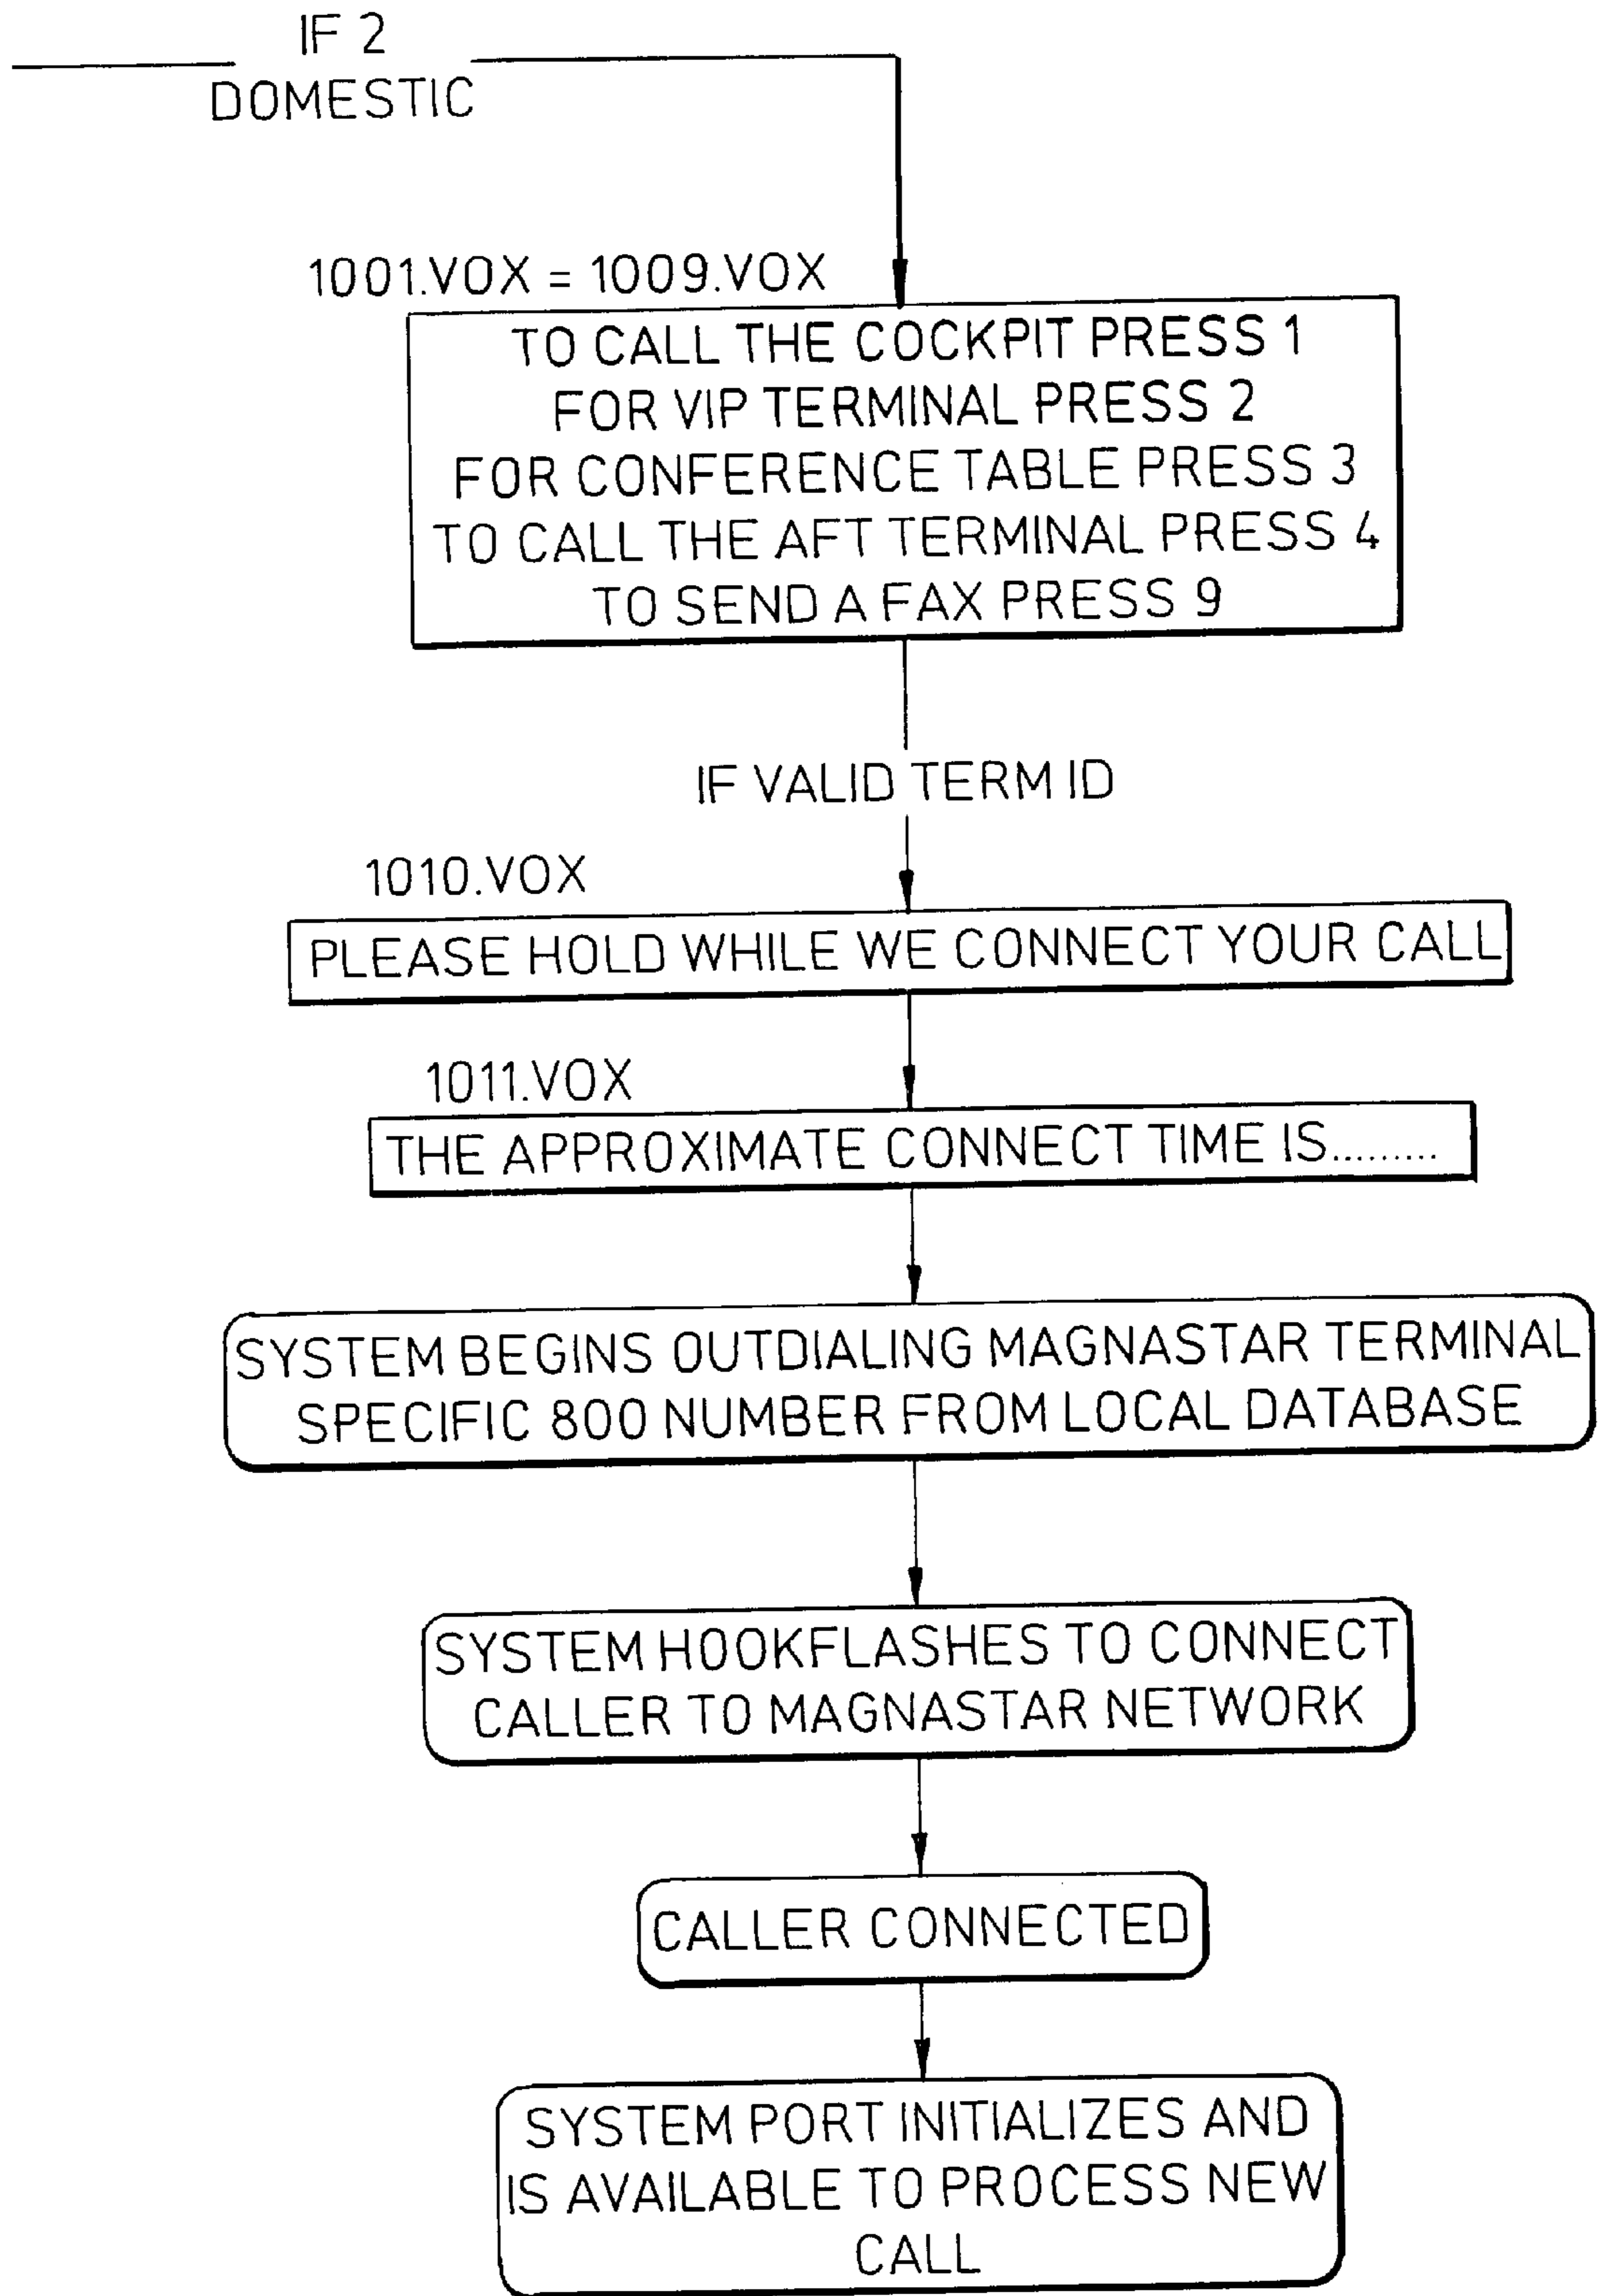 IF 2
DOMESTIC
1001.VOX = 1009.VOX
TO CALL THE COCKPIT PRESS 1
FOR VIP TERMINAL PRESS 2
FOR CONFERENCE TABLE PRESS 3
TO CALL THE AFT TERMINAL PRESS 4
TO SEND A FAX PRESS 9
IF VALID TERM ID
1010.VOX
PLEASE HOLD WHILE WE CONNECT YOUR CALL
1011.VOX
THE APPROXIMATE CONNECT TIME IS.........
SYSTEM BEGINS OUTDIALING MAGNASTAR TERMINAL
SPECIFIC 800 NUMBER FROM LOCAL DATABASE
SYSTEM HOOKFLASHES TO CONNECT
CALLER TO MAGNASTAR NETWORK
CALLER CONNECTED
SYSTEM PORT INITIALIZES AND
IS AVAILABLE TO PROCESS NEW
CALL